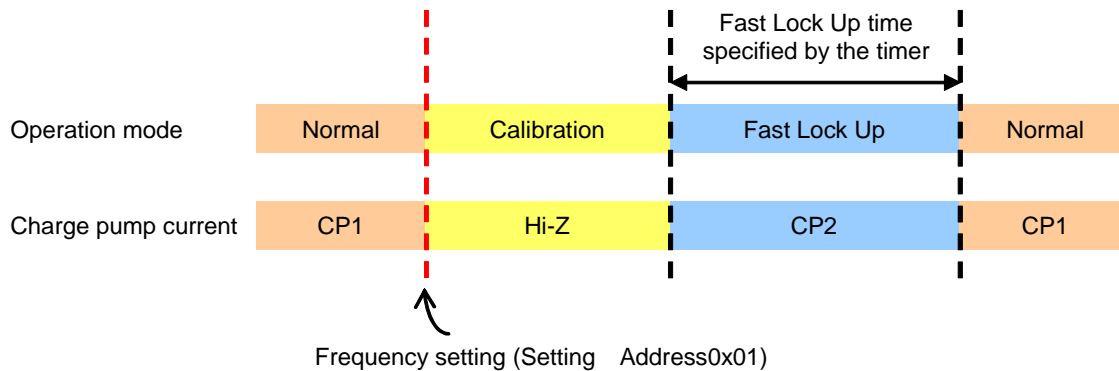 Fast Lock Up time
specified by the timer
Operation mode Normal Calibration Fast Lock Up Normal
Charge pump current CP1 Hi-Z CP2 CP1
Frequency setting (Setting Address0x01)